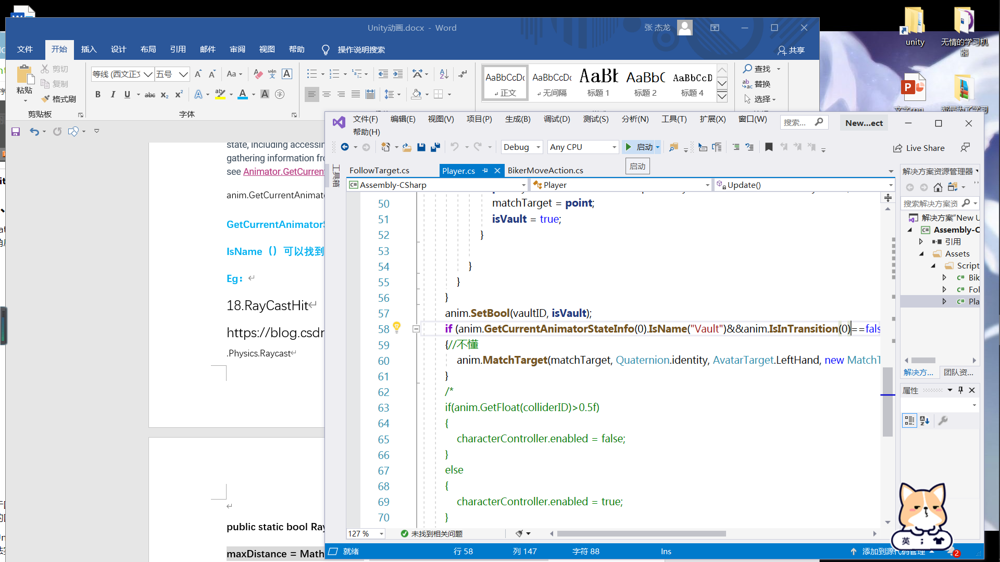 Unity动画.docx - Word
张 杰龙
文件
开始
插入
设计
布局
引用
邮件
审阅
视图
帮助
操作说明搜索
共享
粘贴
剪切
复制
格式刷
剪贴板
等线 (西文正文
五号
字体
AaBbCcDc
正文
AaBbCcDc
无间隔
标题 1
AaBbC
标题 2
AaBbCcD
标题 4
查找
替换
选择
unity
无情的学习机
器
state, including accessin
gathering information fro
see Animator.GetCurrent
anim.GetCurrentAnimato
GetCurrentAnimatorS
IsName（）可以找到
Eg：
18.RayCastHit
https://blog.csdn
.Physics.Raycast
public static bool Ray
maxDistance = Math
文件(F)
编辑(E)
视图(V)
项目(P)
生成(B)
调试(D)
测试(S)
分析(N)
工具(T)
扩展(X)
窗口(W)
帮助(H)
搜索...
New...ect
Debug
Any CPU
启动
Live Share
启动
工具箱
FollowTarget.cs
Player.cs
BikerMoveAction.cs
Assembly-CSharp
Player
Update()
50 matchTarget = point;
51 isVault = true;
52 }
53
54 }
55 }
56 }
57 anim.SetBool(vaultID, isVault);
58 if (anim.GetCurrentAnimatorStateInfo(0).IsName("Vault")&&anim.IsInTransition(0)==fals
59 {//不懂
60 anim.MatchTarget(matchTarget, Quaternion.identity, AvatarTarget.LeftHand, new MatchT
61 }
62 /*
63 if(anim.GetFloat(colliderID)>0.5f)
64 {
65 characterController.enabled = false;
66 }
67 else
68 {
69 characterController.enabled = true;
70 }
127 %
未找到相关问题
就绪
行 58
列 147
字符 88
Ins
添加到源代码管理
2
解决方案资源管理器
搜索解决方案资
解决方案"New U
Assembly-C
引用
Assets
Script
Bik
Fol
Pla
解决方...
团队资...
属性
英 ;